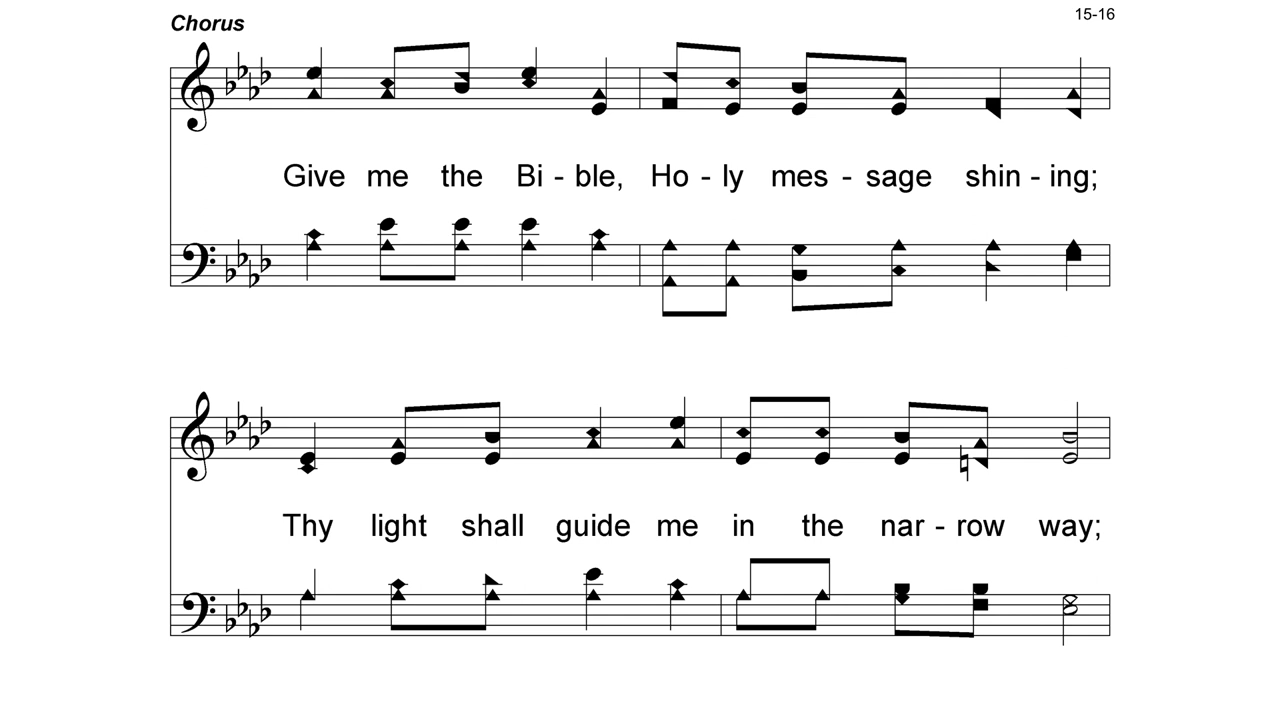 Chorus
15-16
Give me the Bi - ble, Ho - ly mes - sage shin - ing;
Thy light shall guide me in the nar - row way;